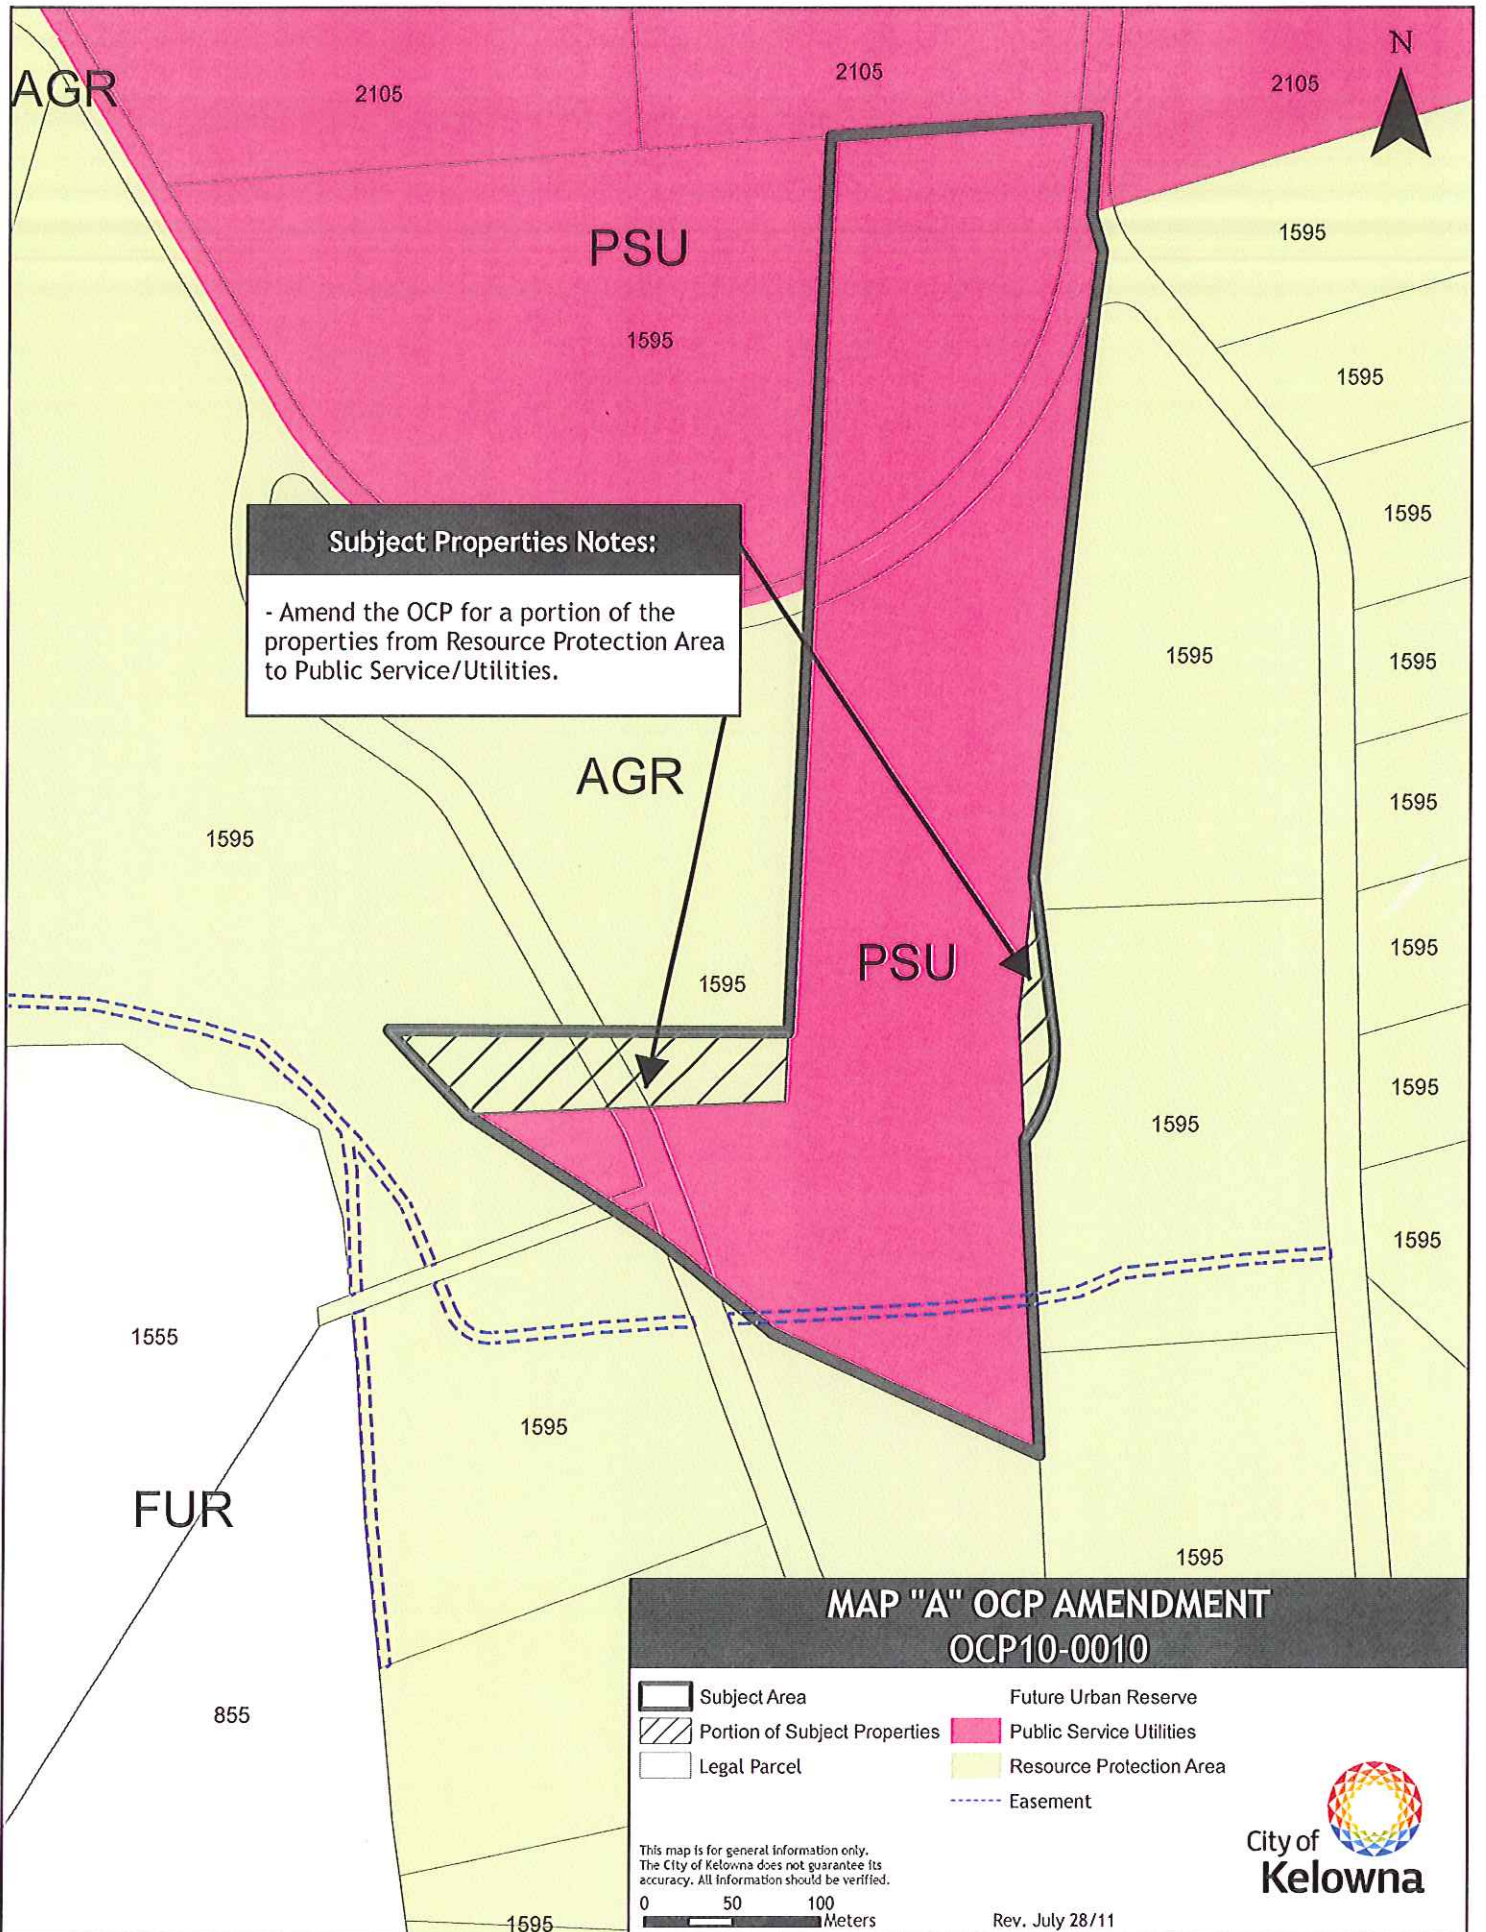 N
AGR
2105
2105
2105
PSU
1595
1595
1595
1595
Subject Properties Notes:
- Amend the OCP for a portion of the
properties from Resource Protection Area
to Public Service/Utilities.
1595
1595
AGR
1595
1595
PSU
1595
1595
1595
1595
1595
1555
1595
FUR
1595
855
1595
MAP "A" OCP AMENDMENT
OCP10-0010
Subject Area
Portion of Subject Properties
Legal Parcel
Future Urban Reserve
Public Service Utilities
Resource Protection Area
Easement
This map is for general information only.
The City of Kelowna does not guarantee its
accuracy. All information should be verified.
0 50 100
Meters
Rev. July 28/11
City of
Kelowna